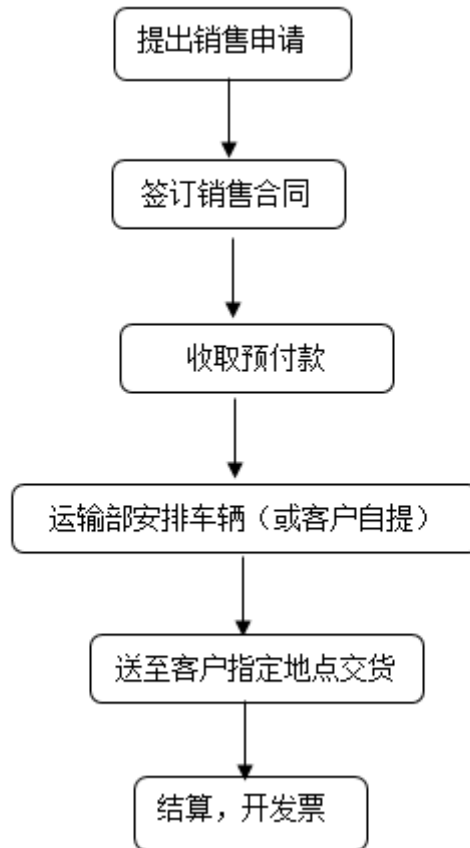 提出销售申请
签订销售合同
收取预付款
运输部安排车辆（或客户自提）
送至客户指定地点交货
结算，开发票